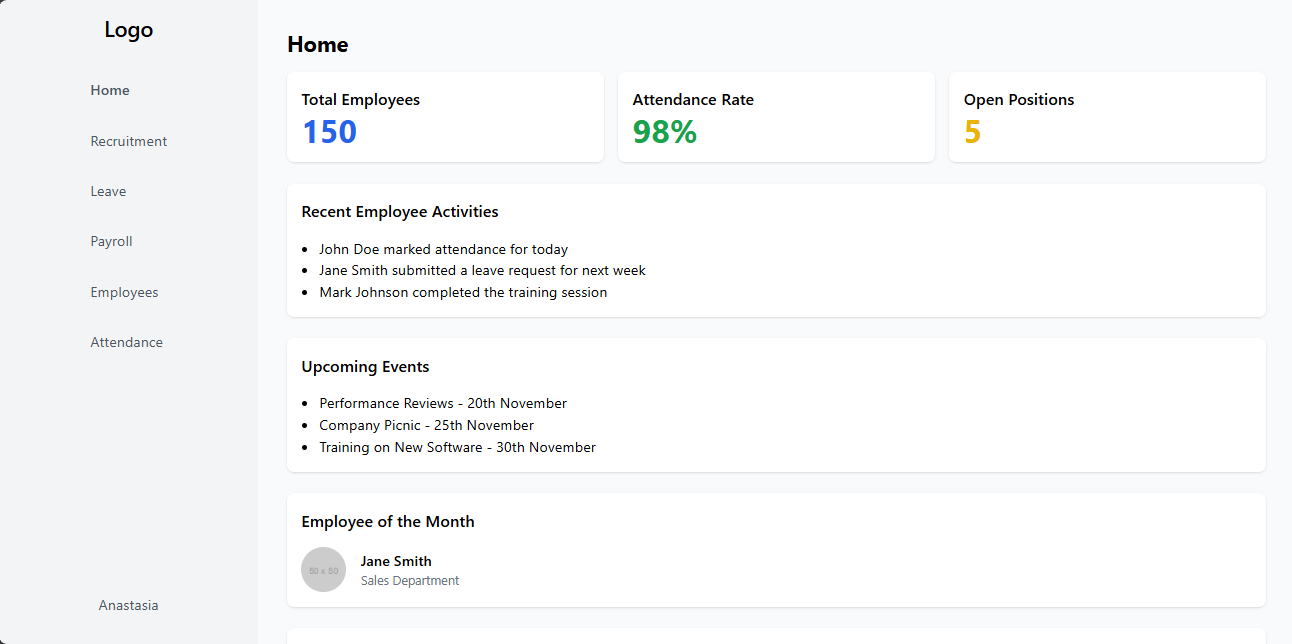 Logo
Home
Recruitment
Leave
Payroll
Employees
Attendance
Anastasia
Home
Total Employees
150
Attendance Rate
98%
Open Positions
5
Recent Employee Activities
John Doe marked attendance for today
Jane Smith submitted a leave request for next week
Mark Johnson completed the training session
Upcoming Events
Performance Reviews - 20th November
Company Picnic - 25th November
Training on New Software - 30th November
Employee of the Month
50 x 50
Jane Smith
Sales Department